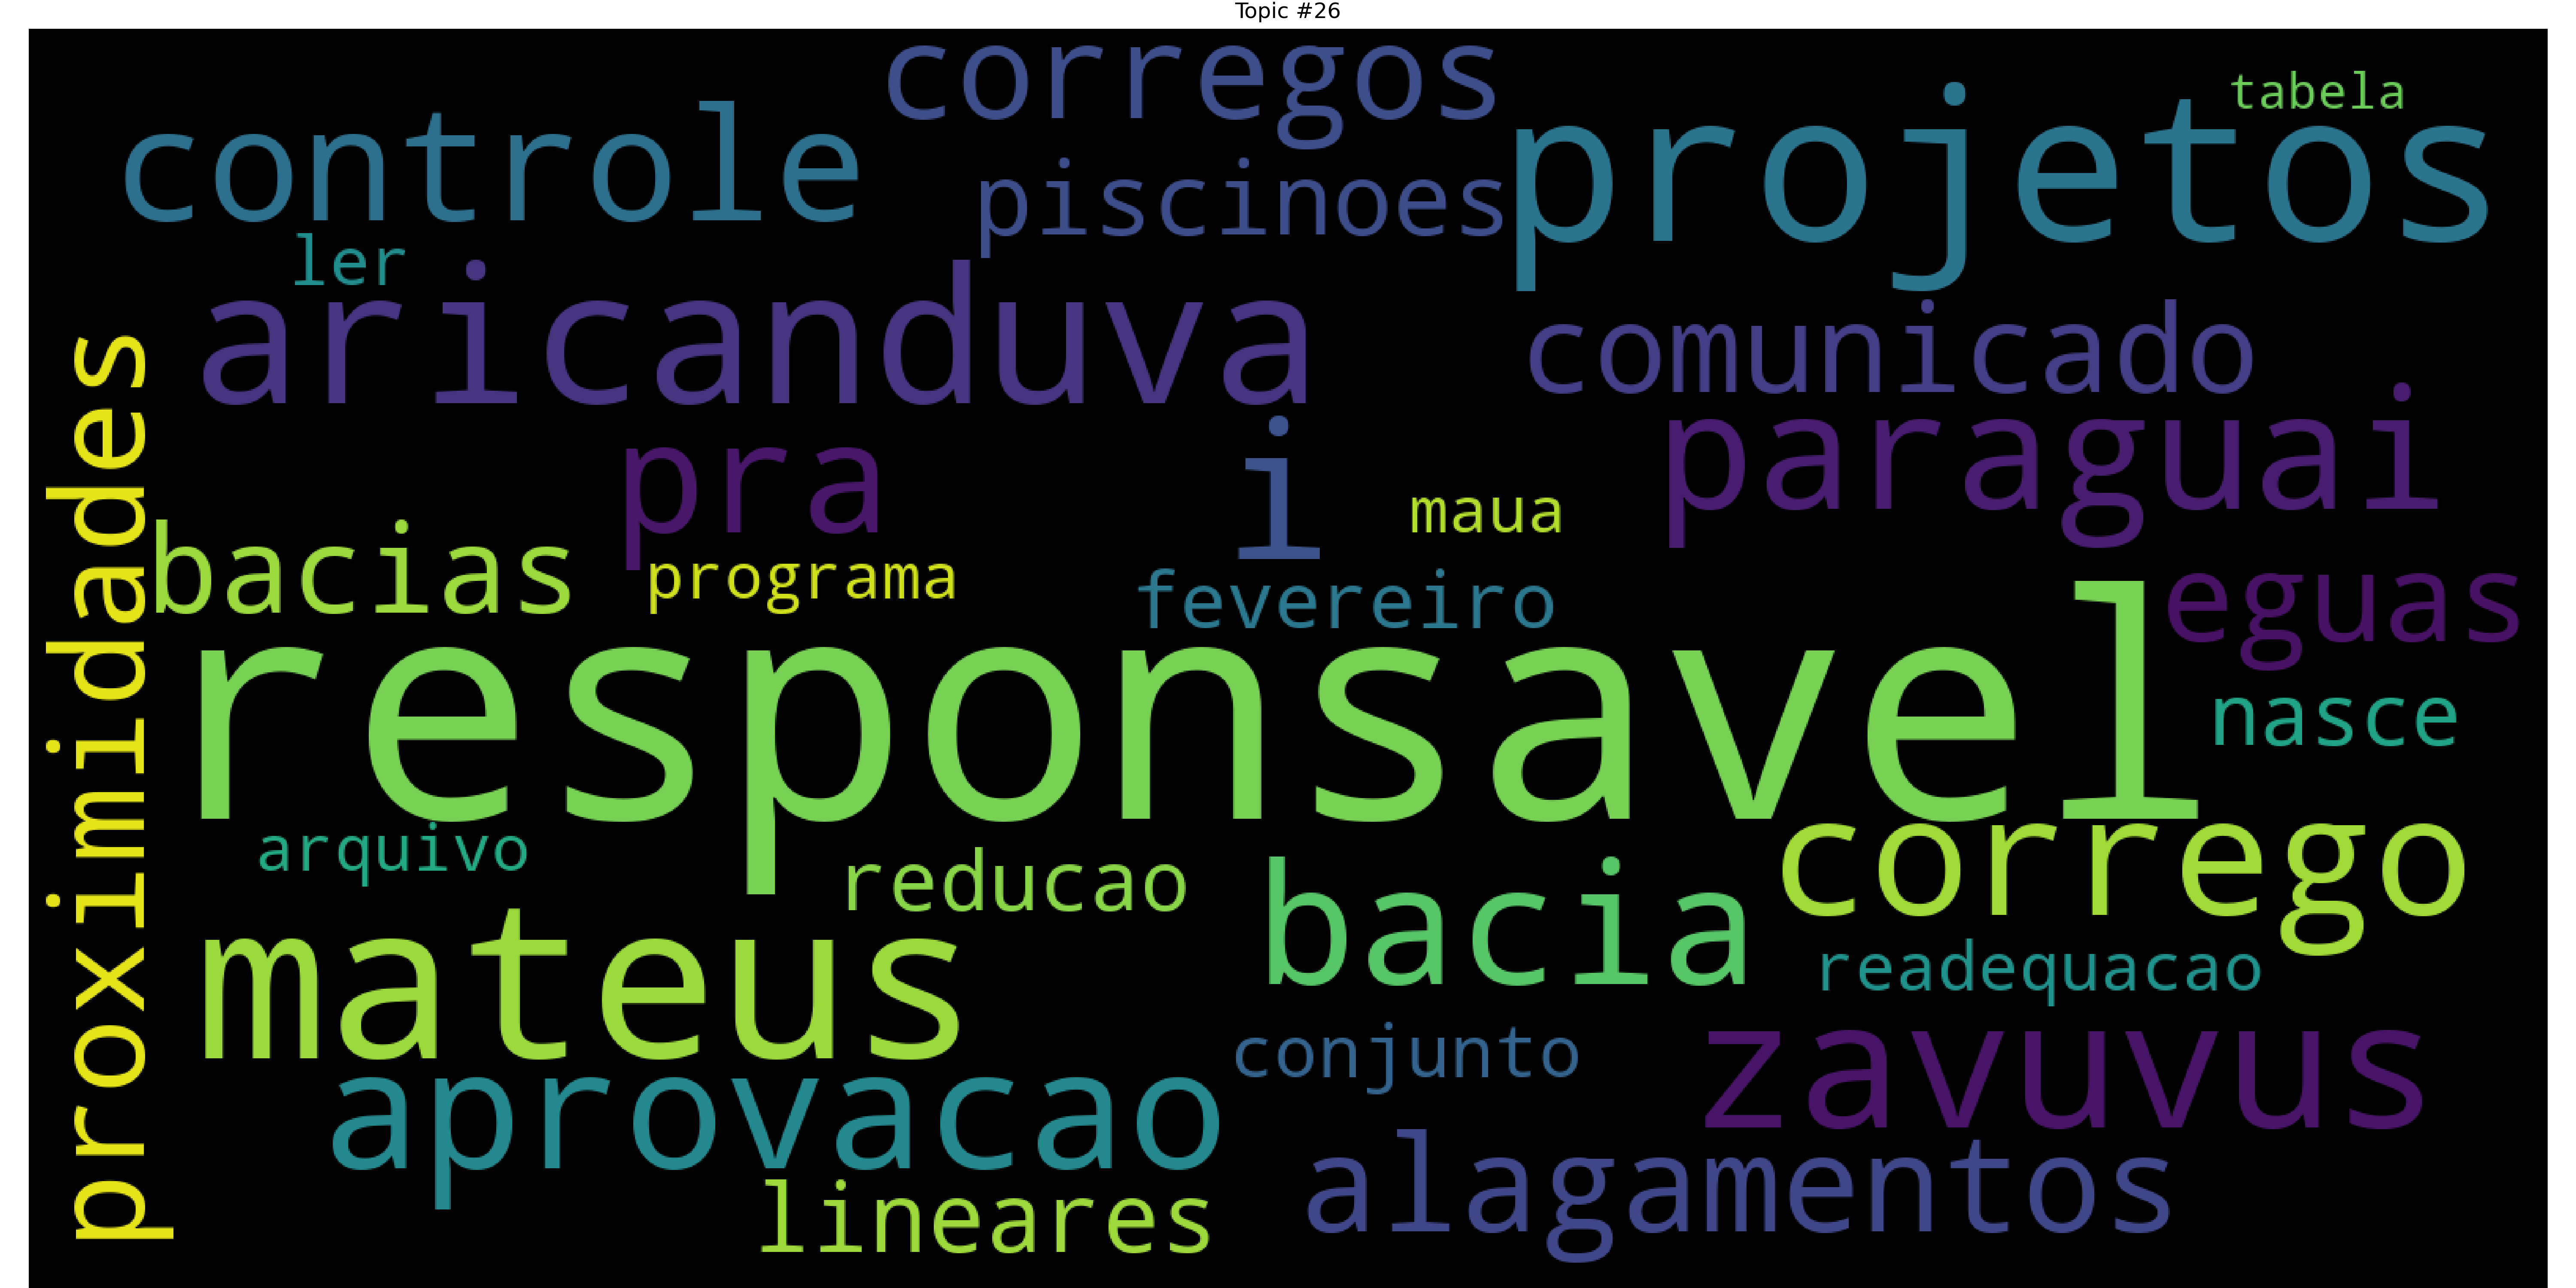 Topic #26
corregos
tabela
controle
projetos
piscinoes
ler
aricanduva
comunicado
paraguai
pra
i
maua
proximidades
bacias
programa
fevereiro
eguas
responsavel
nasce
arquivo
reducao
corrego
bacia
mateus
readequacao
conjunto
zavuvus
aprovacao
alagamentos
lineares